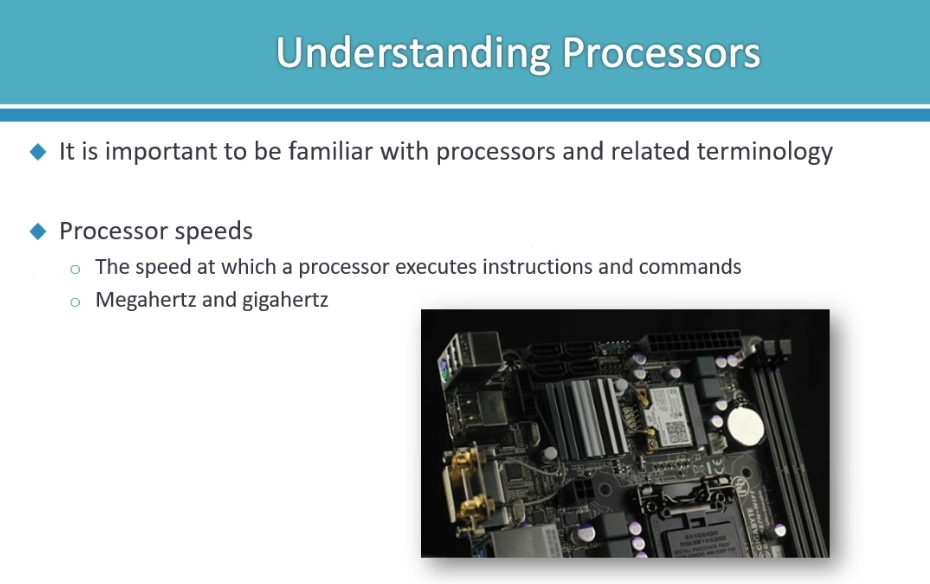 Understanding Processors
It is important to be familiar with processors and related terminology
Processor speeds
The speed at which a processor executes instructions and commands
Megahertz and gigahertz
GIGABYTE